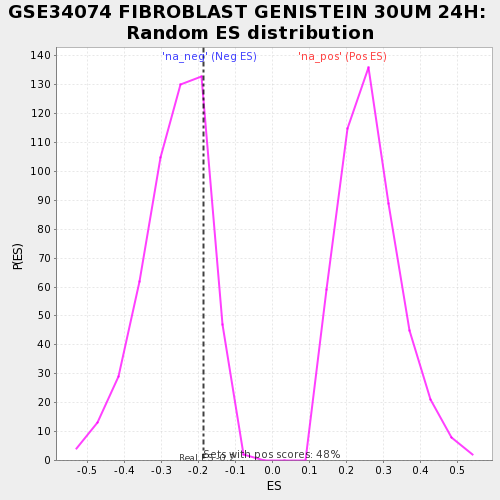 GSE34074 FIBROBLAST GENISTEIN 30UM 24H:
Random ES distribution
'na_neg' (Neg ES) 'na_pos' (Pos ES)
140
130
120
110
100
90
80
70
60
50
40
30
20
10
0
P(ES)
Sets with pos scores: 48%
Real ES
-0.5 -0.4 -0.3 -0.2 -0.1 0.0 0.1 0.2 0.3 0.4 0.5
ES